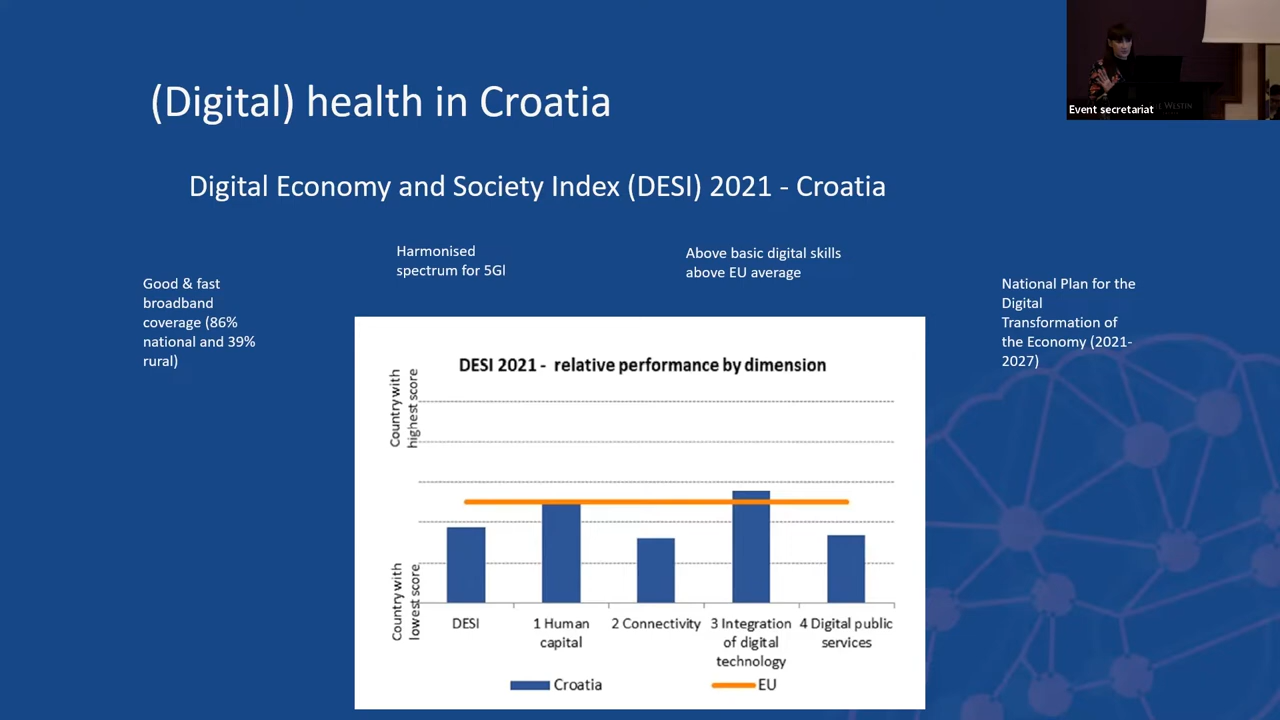 (Digital) health in Croatia
Event secretariat
WESTIN
Digital Economy and Society Index (DESI) 2021 - Croatia
Good & fast
broadband
coverage (86%
national and 39%
rural)
Harmonised
spectrum for 5Gl
Above basic digital skills
above EU average
National Plan for the
Digital
Transformation of
the Economy (2021-
2027)
DESI 2021 - relative performance by dimension
Country with
highest score
Country with
lowest score
DESI
1 Human
capital
2 Connectivity
3 Integration
of digital
technology
4 Digital public
services
Croatia
EU